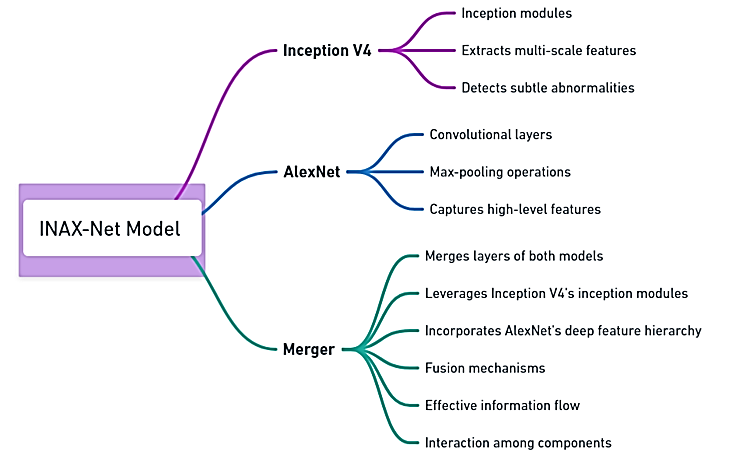 INAX-Net Model
Inception V4
Inception modules
Extracts multi-scale features
Detects subtle abnormalities
AlexNet
Convolutional layers
Max-pooling operations
Captures high-level features
Merger
Merges layers of both models
Leverages Inception V4's inception modules
Incorporates AlexNet's deep feature hierarchy
Fusion mechanisms
Effective information flow
Interaction among components